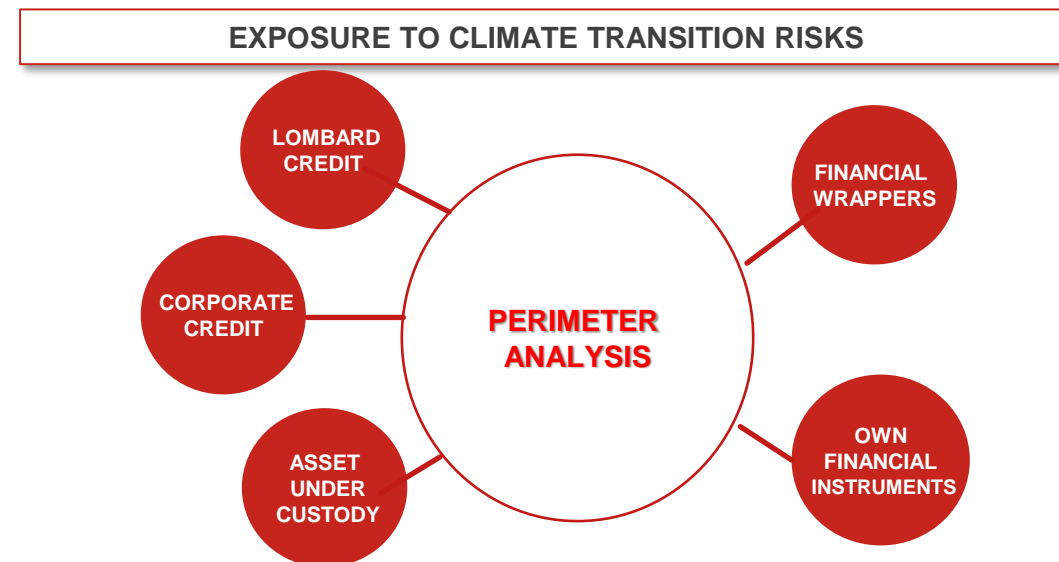 EXPOSURE TO CLIMATE TRANSITION RISKS
LOMBARD
CREDIT
FINANCIAL
WRAPPERS
CORPORATE
CREDIT
PERIMETER
ANALYSIS
ASSET
UNDER
CUSTODY
OWN
FINANCIAL
INSTRUMENTS